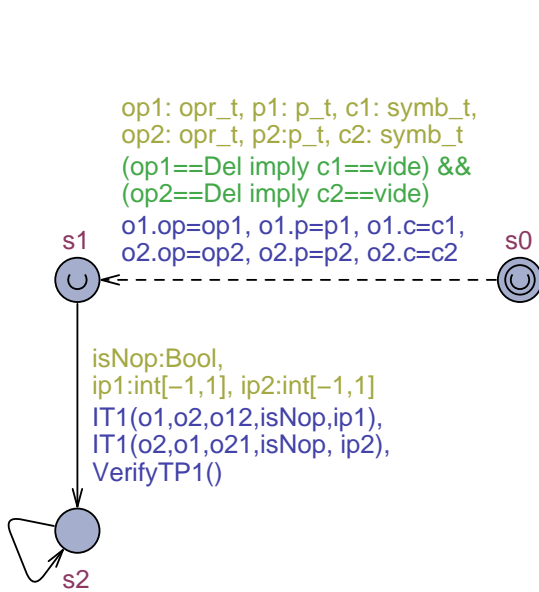 op1: opr_t, p1: p_t, c1: symb_t,
op2: opr_t, p2:p_t, c2: symb_t
(op1==Del imply c1==vide) &&
(op2==Del imply c2==vide)
o1.op=op1, o1.p=p1, o1.c=c1,
o2.op=op2, o2.p=p2, o2.c=c2
s1
s0
isNop:Bool,
ip1:int[−1,1], ip2:int[−1,1]
IT1(o1,o2,o12,isNop,ip1),
IT1(o2,o1,o21,isNop, ip2),
VerifyTP1()
s2